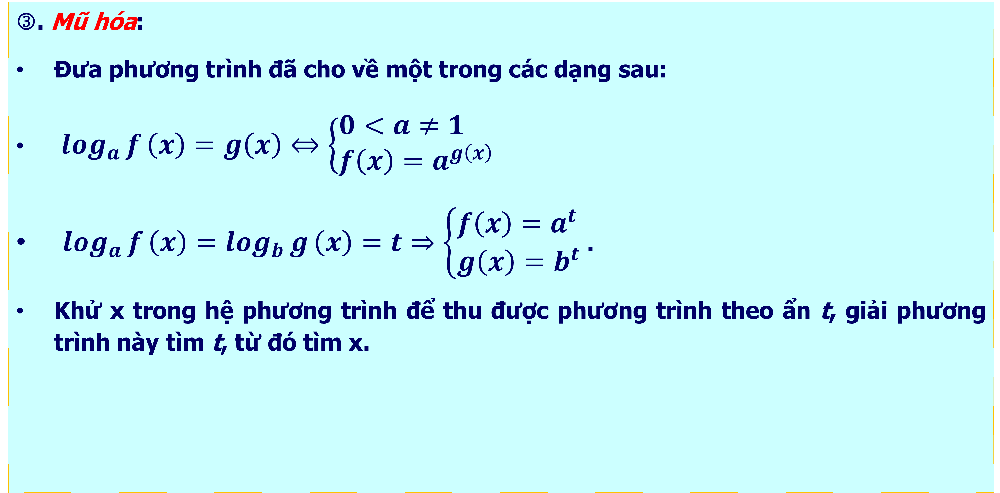 ③. Mũ hóa:
• Đưa phương trình đã cho về một trong các dạng sau:
• $log_a f(x) = g(x) \Leftrightarrow \begin{cases} 0 < a \neq 1 \\ f(x) = a^{g(x)} \end{cases}$
• $log_a f(x) = log_b g(x) = t \Rightarrow \begin{cases} f(x) = a^t \\ g(x) = b^t \end{cases}.$
• Khử x trong hệ phương trình để thu được phương trình theo ẩn t, giải phương
trình này tìm t, từ đó tìm x.